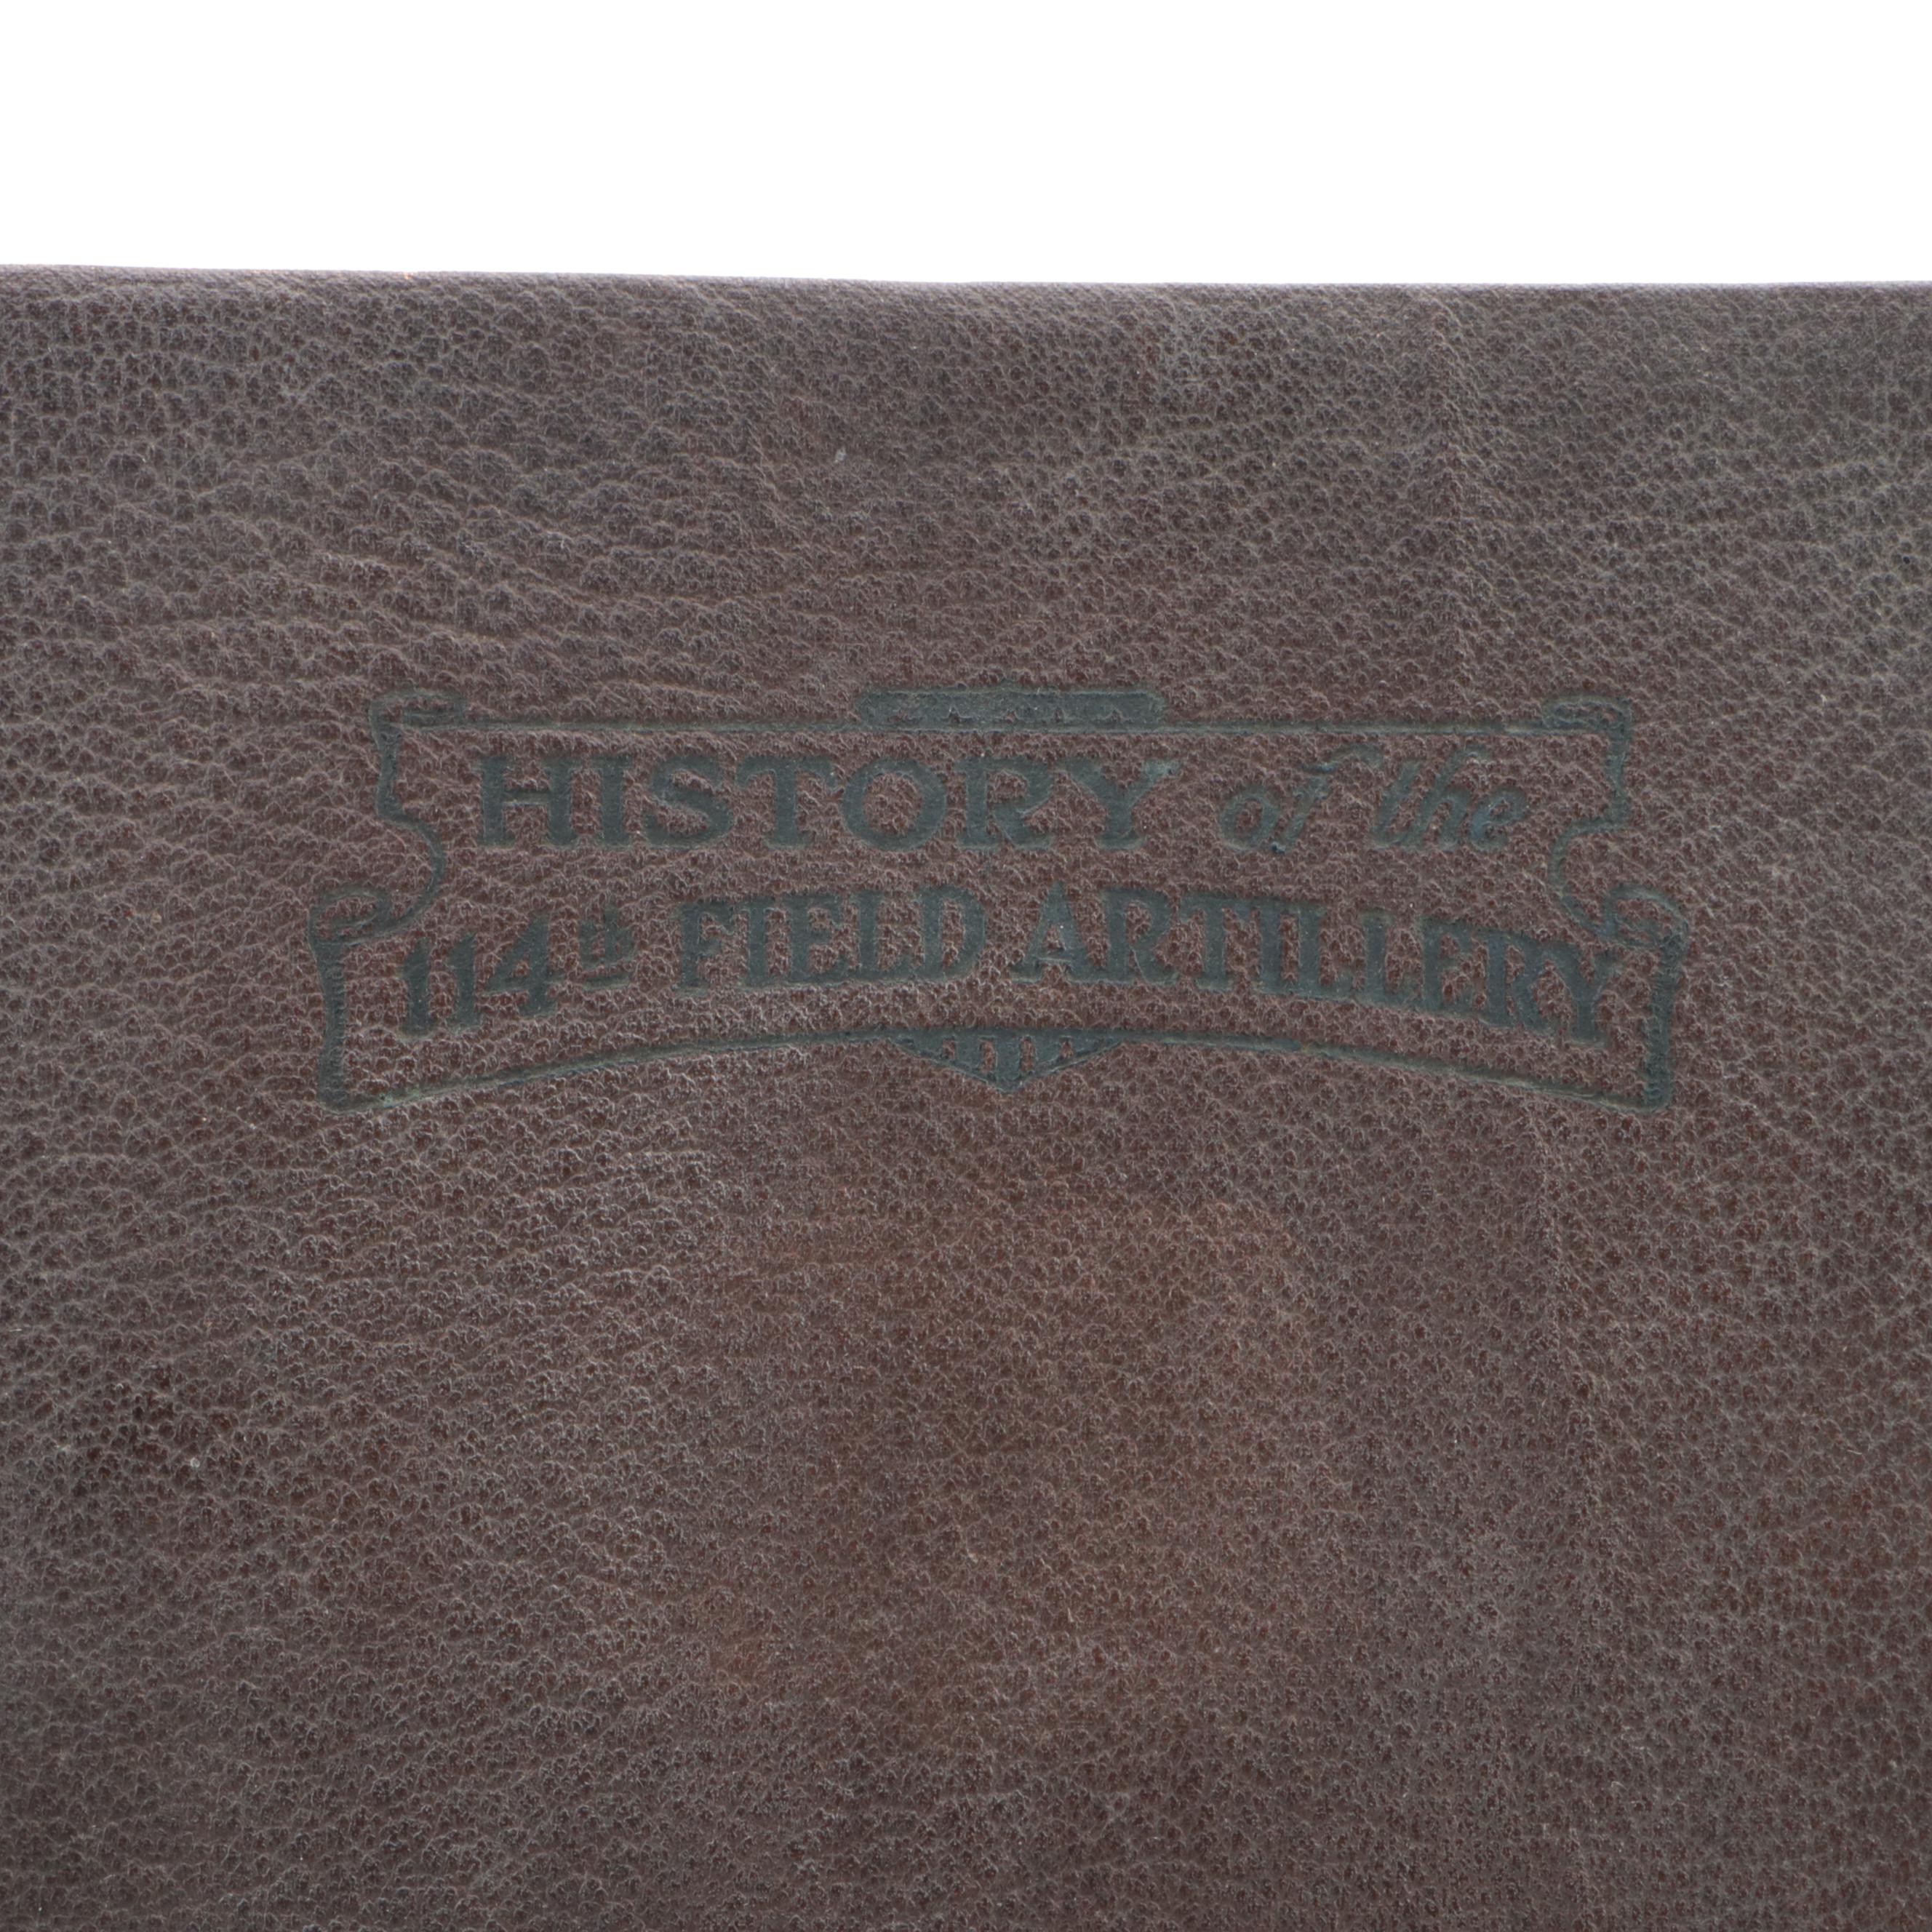 HISTORY of the
114th FIELD ARTILLERY